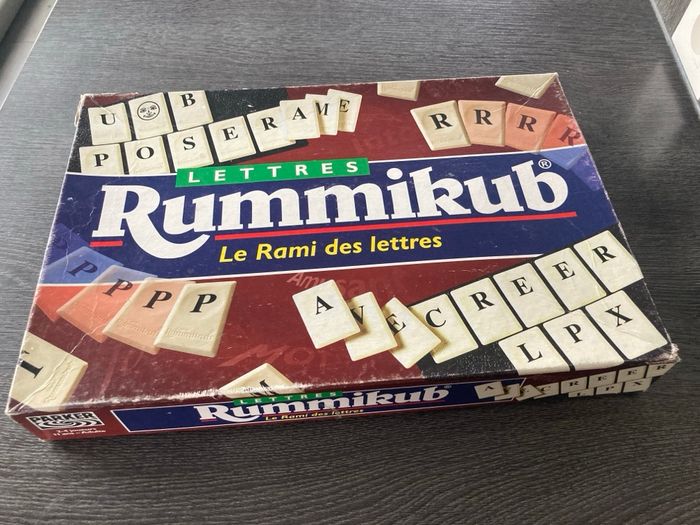 U B
P O S E R A M E
R R R R
LETTRES
Rummikub®
Le Rami des lettres
P P P P
A V E C R E E R
L P X
PARKER
LETTRES
Rummikub®
Le Rami des lettres